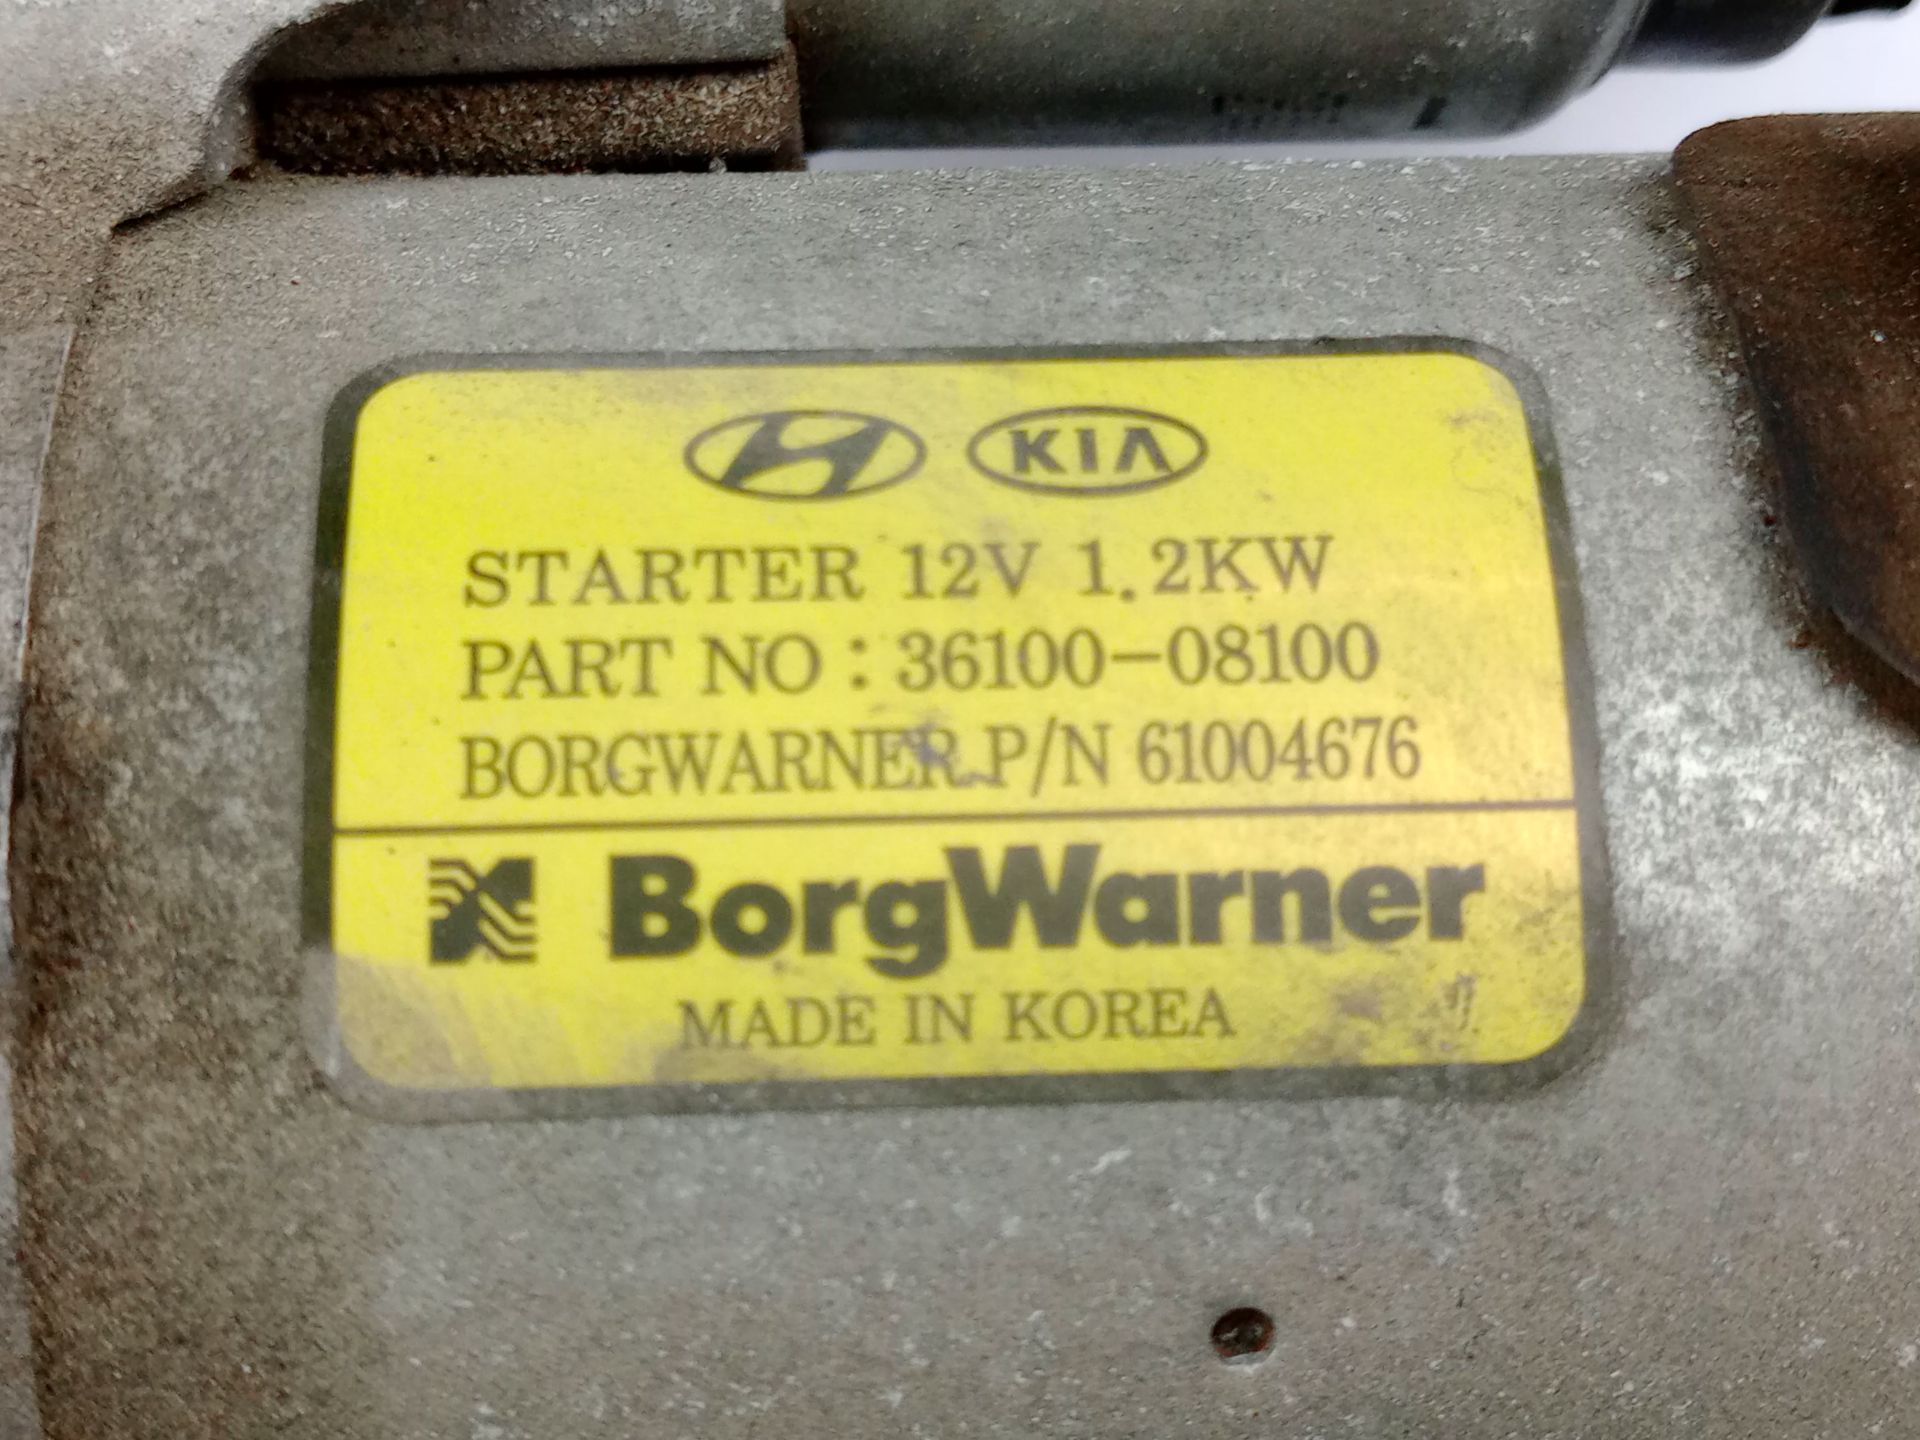 KIA
STARTER 12V 1.2KW
PART NO : 36100-08100
BORGWARNER P/N 61004676
BorgWarner
MADE IN KOREA